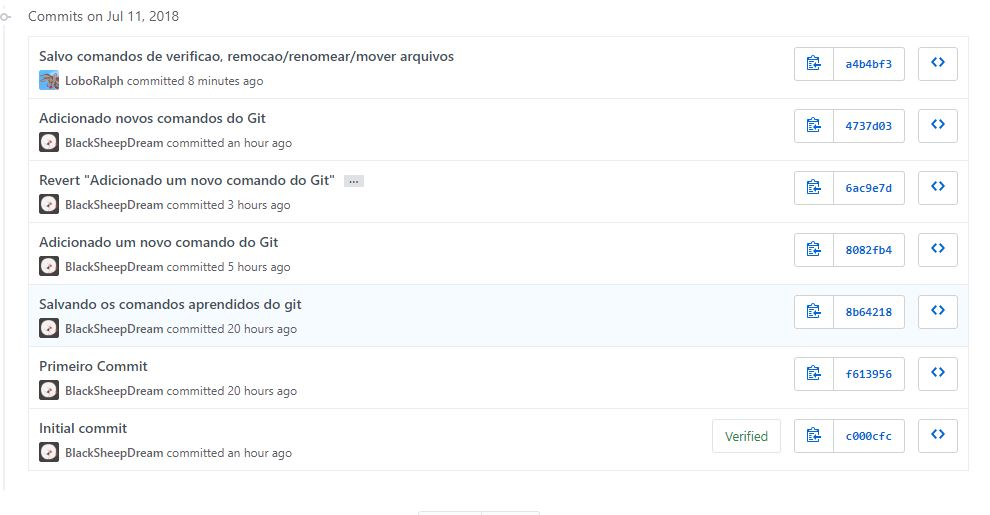 Commits on Jul 11, 2018
Salvo comandos de verificao, remocao/renomear/mover arquivos
LoboRalph committed 8 minutes ago
a4b4bf3
Adicionado novos comandos do Git
BlackSheepDream committed an hour ago
4737d03
Revert "Adicionado um novo comando do Git" ...
BlackSheepDream committed 3 hours ago
6ac9e7d
Adicionado um novo comando do Git
BlackSheepDream committed 5 hours ago
8082fb4
Salvando os comandos aprendidos do git
BlackSheepDream committed 20 hours ago
8b64218
Primeiro Commit
BlackSheepDream committed 20 hours ago
f613956
Initial commit
BlackSheepDream committed an hour ago
Verified
c000cfc